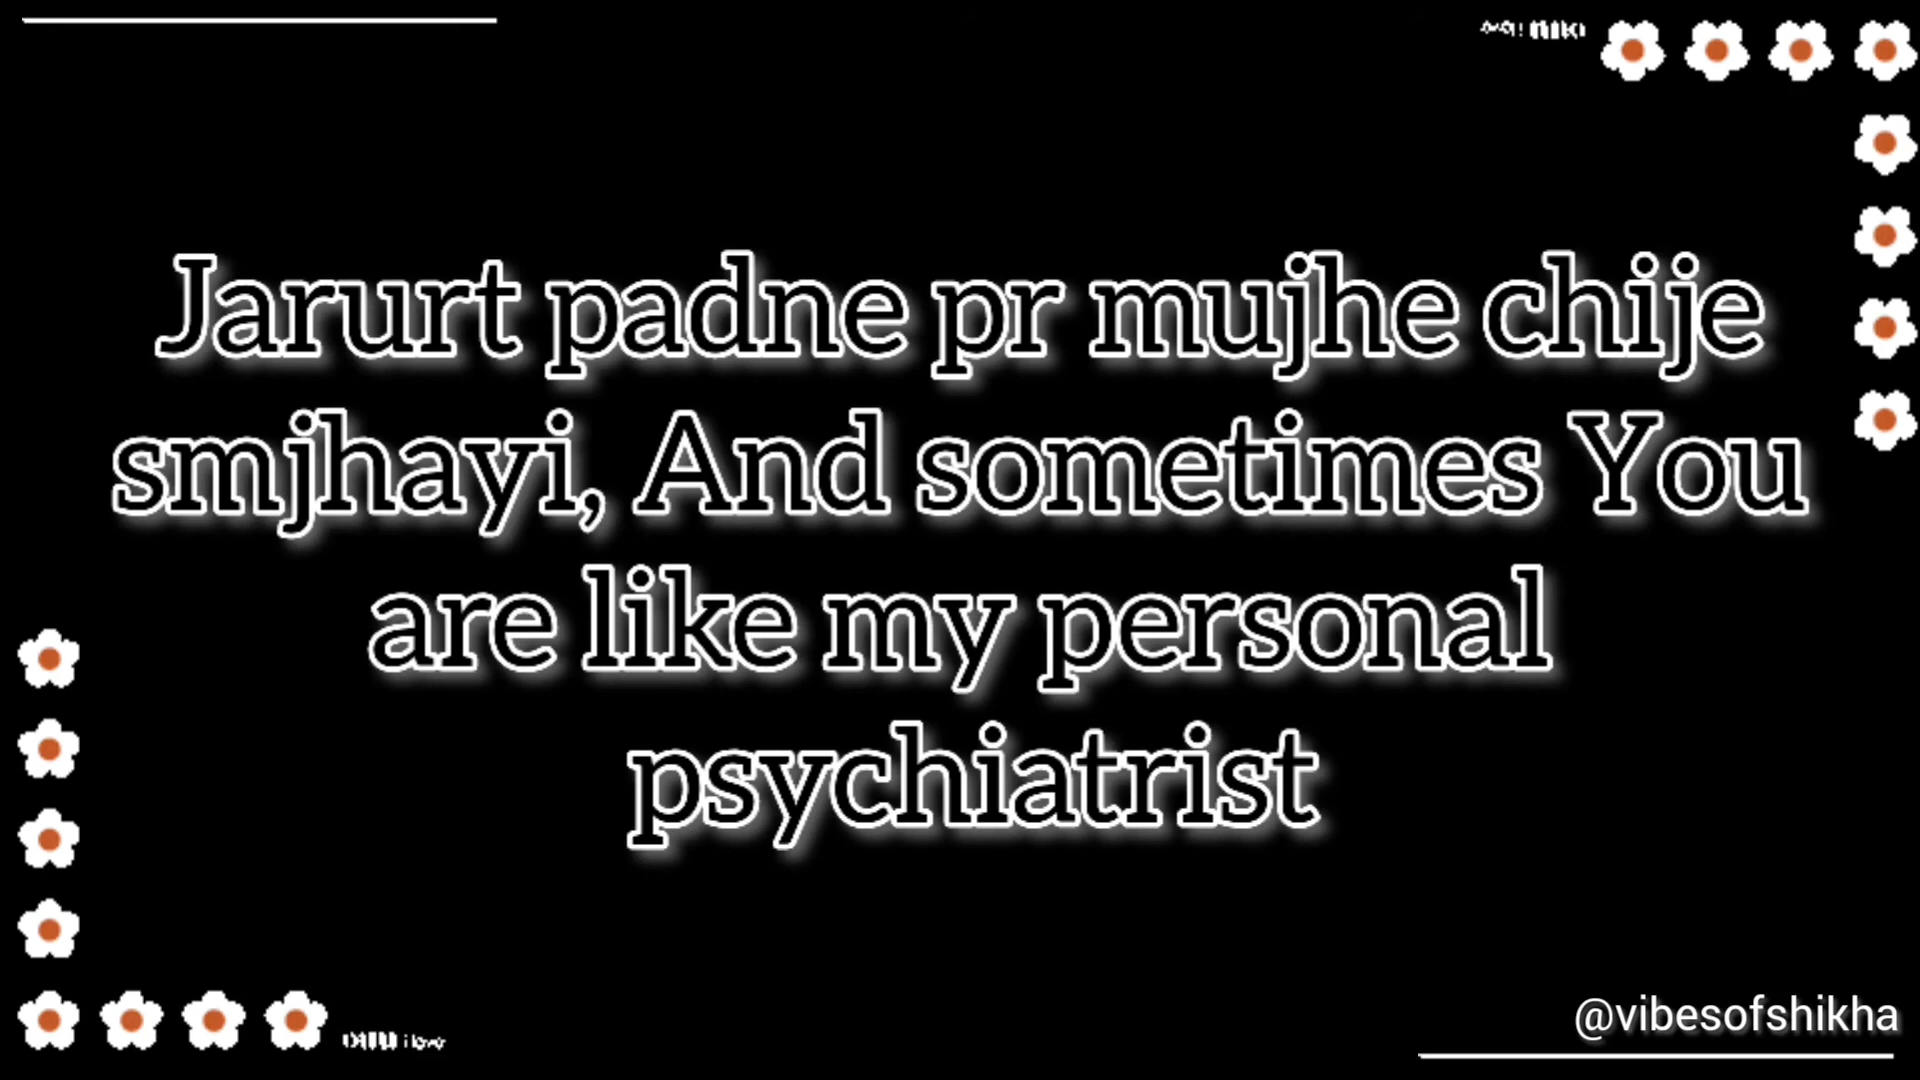 Jarurt padne pr mujhe chije
smjhayi, And sometimes You
are like my personal
psychiatrist
@vibesofshikha